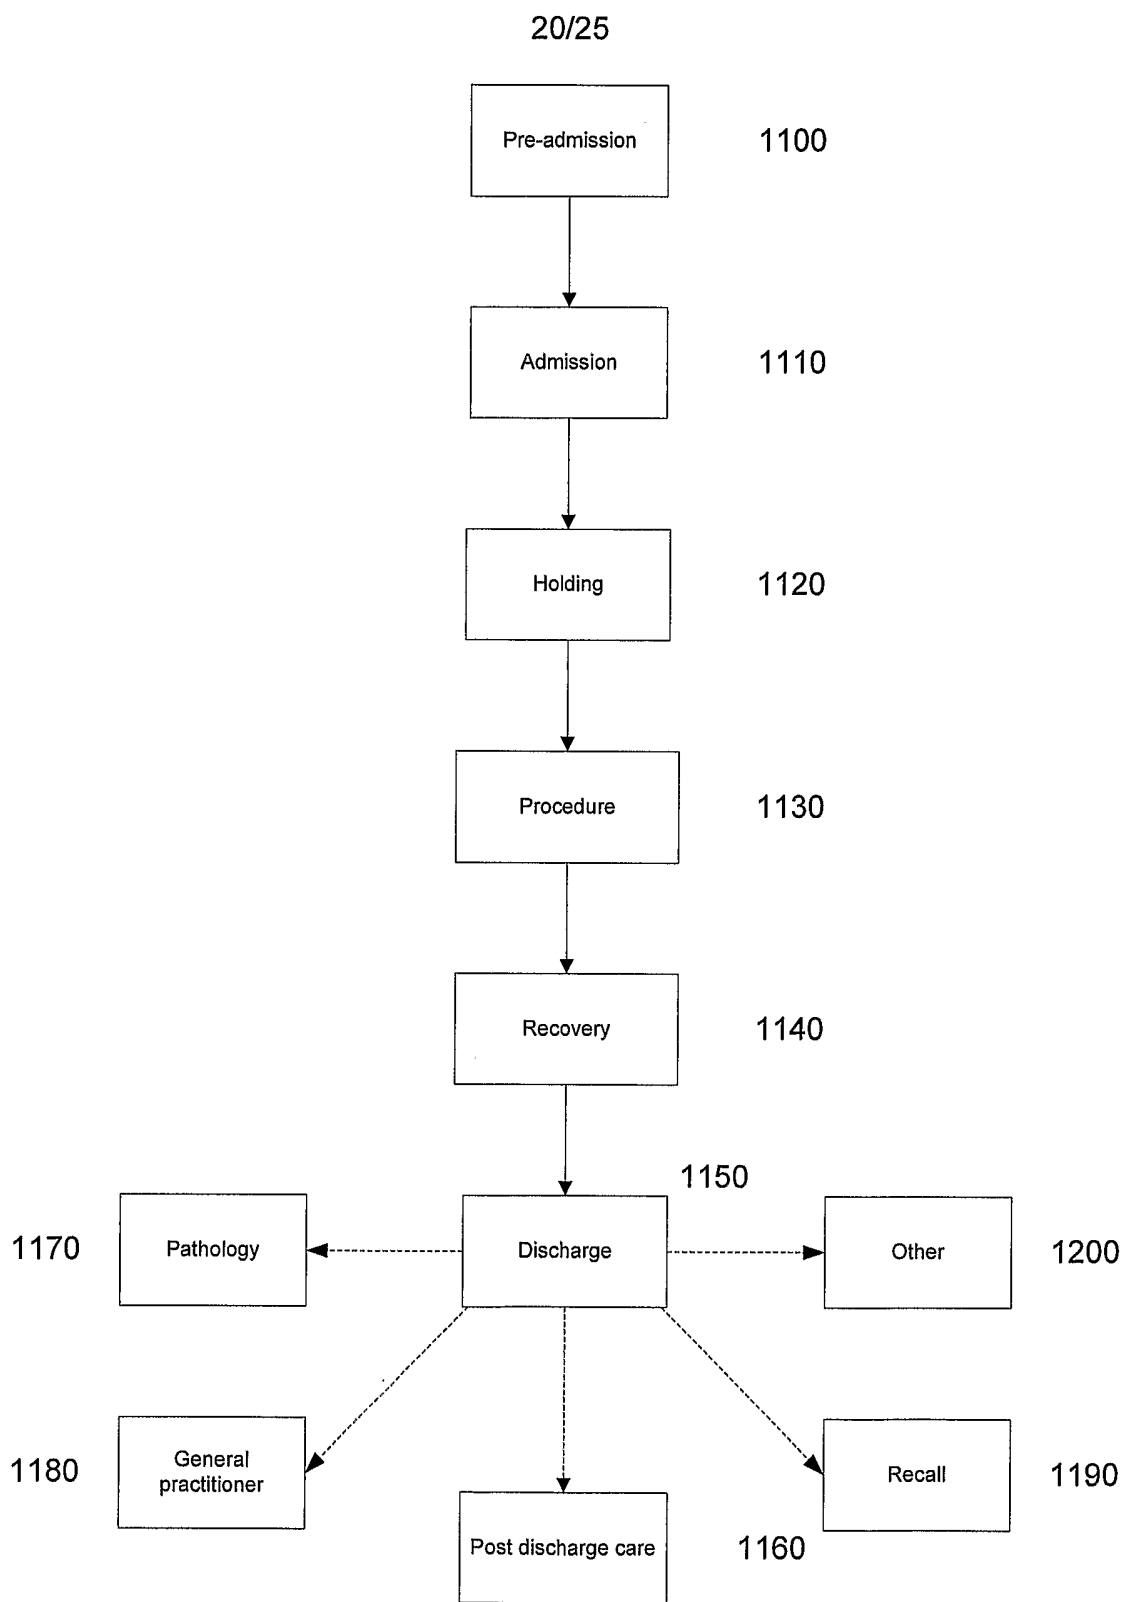 20/25
Pre-admission
1100
Admission
1110
Holding
1120
Procedure
1130
Recovery
1140
1150
1170
Pathology
Discharge
Other
1200
1180
General
practitioner
Recall
1190
Post discharge care
1160